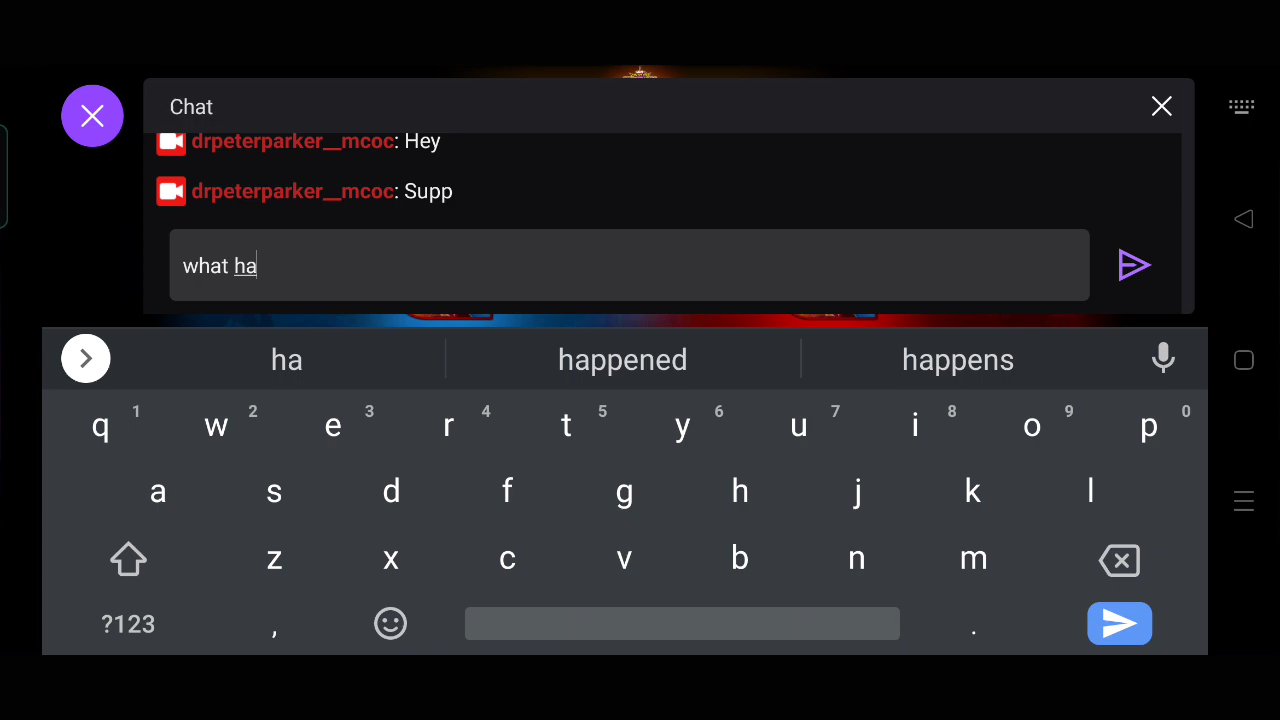 Chat
drpeterparker__mcoc: Hey
drpeterparker__mcoc: Supp
what ha
ha happened happens
q 1 w 2 e 3 r 4 t 5 y 6 u 7 i 8 o 9 p 0
a s d f g h j k l
z x c v b n m
?123 , .